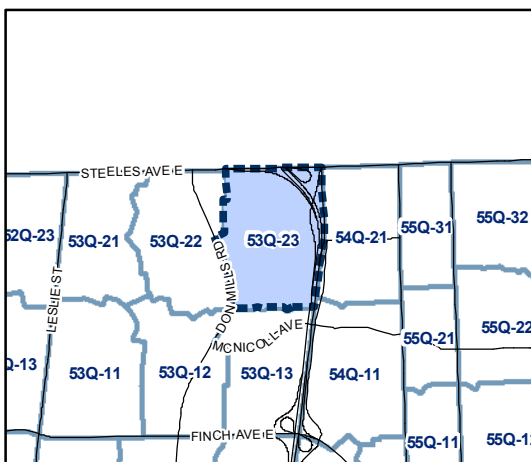 STEELES AVE E
55Q-32
52Q-23
53Q-21
53Q-22
53Q-23
54Q-21
55Q-31
LESLIE ST
DON MILLS RD
MCNICOLL AVE
55Q-22
55Q-21
Q-13
53Q-11
53Q-12
53Q-13
54Q-11
FINCH AVE E
55Q-11
55Q-12